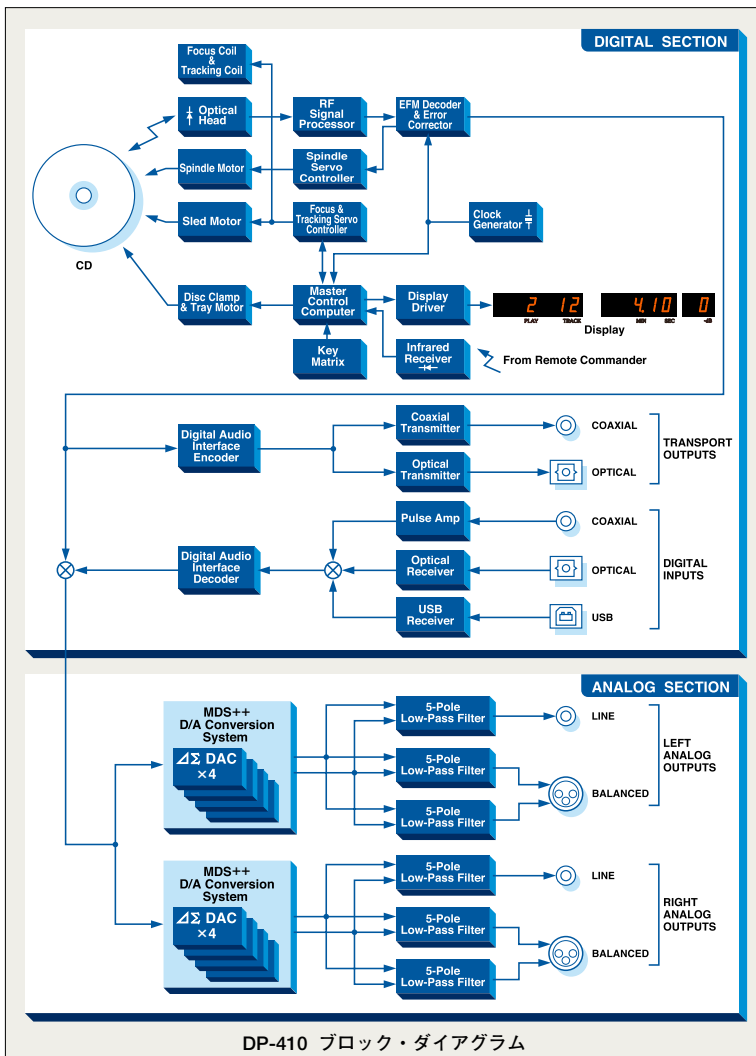 DIGITAL SECTION
Focus Coil
&
Tracking Coil
Optical
Head
RF
Signal
Processor
EFM Decoder
& Error
Corrector
Spindle Motor
Spindle
Servo
Controller
Sled Motor
Focus &
Tracking Servo
Controller
Clock
Generator
CD
Disc Clamp
& Tray Motor
Master
Control
Computer
Display
Driver
2 12
4,10
0
PLAY TRACK
MIN SEC
-dB
Display
Key
Matrix
Infrared
Receiver
From Remote Commander
Digital Audio
Interface
Encoder
Coaxial
Transmitter
COAXIAL
Optical
Transmitter
OPTICAL
TRANSPORT
OUTPUTS
Pulse Amp
COAXIAL
Digital Audio
Interface
Decoder
Optical
Receiver
OPTICAL
USB
Receiver
USB
DIGITAL
INPUTS
ANALOG SECTION
MDS++
D/A Conversion
System
⊿Σ DAC
×4
5-Pole
Low-Pass Filter
LINE
5-Pole
Low-Pass Filter
5-Pole
Low-Pass Filter
BALANCED
LEFT
ANALOG
OUTPUTS
MDS++
D/A Conversion
System
⊿Σ DAC
×4
5-Pole
Low-Pass Filter
LINE
5-Pole
Low-Pass Filter
5-Pole
Low-Pass Filter
BALANCED
RIGHT
ANALOG
OUTPUTS
DP-410 ブロック・ダイアグラム